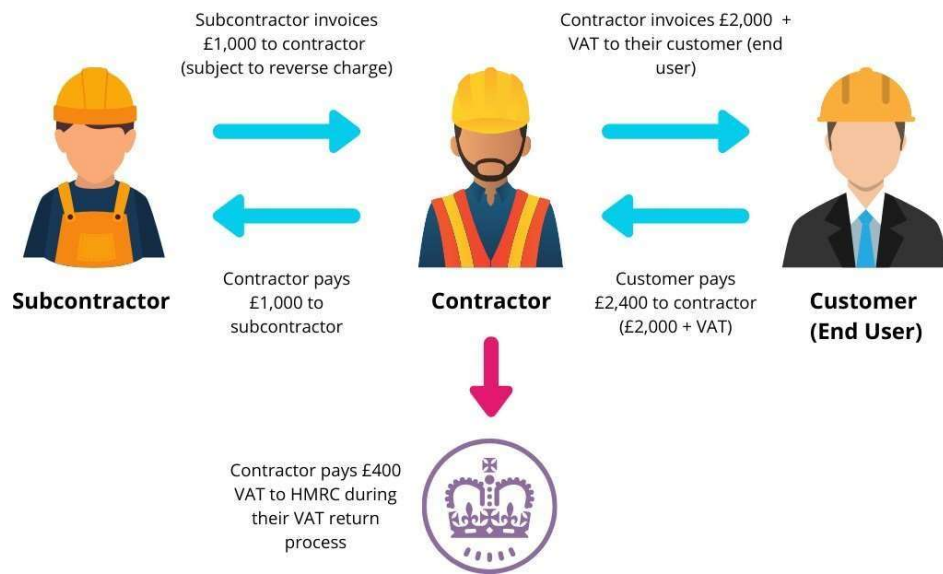 Subcontractor invoices
£1,000 to contractor
(subject to reverse charge)
Contractor invoices £2,000 +
VAT to their customer (end
user)
Subcontractor
Contractor pays
£1,000 to
subcontractor
Contractor
Customer pays
£2,400 to contractor
(£2,000 + VAT)
Customer
(End User)
Contractor pays £400
VAT to HMRC during
their VAT return
process